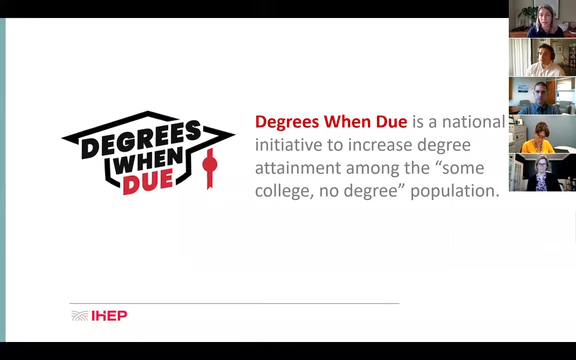 DEGREES
WHEN
DUE
Degrees When Due is a national
initiative to increase degree
attainment among the “some
college, no degree” population.
IHEP